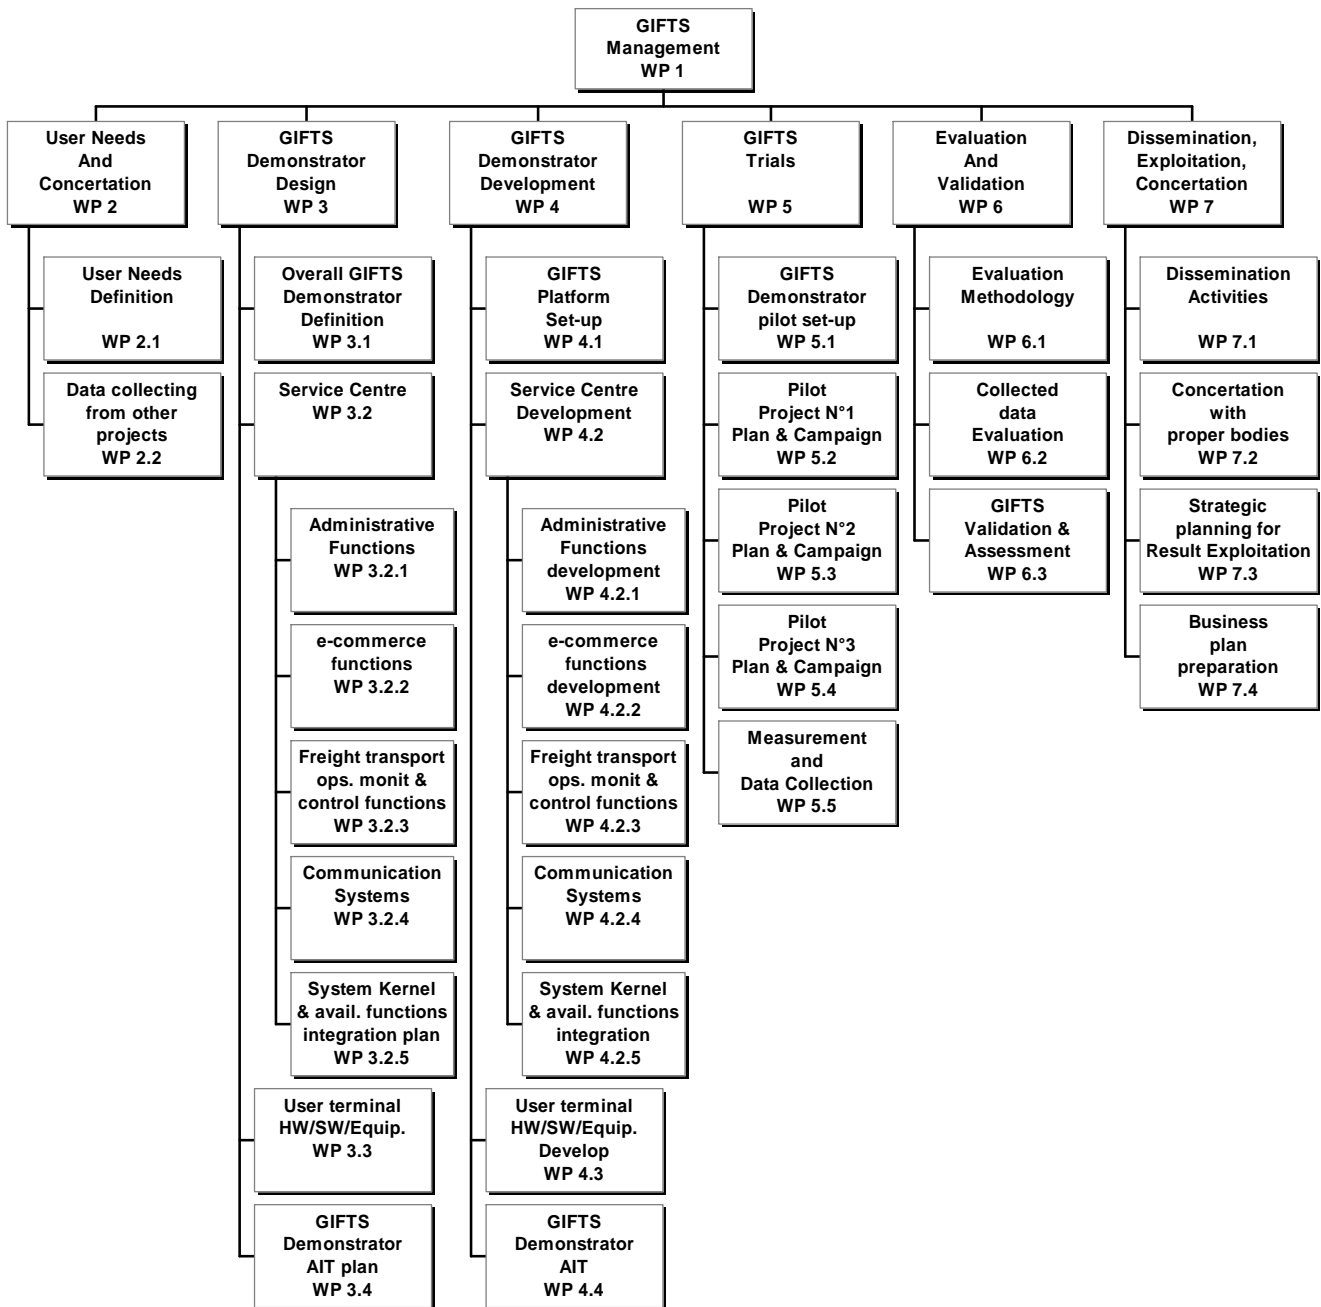 GIFTS
Management
WP 1
User Needs
And
Concertation
WP 2
GIFTS
Demonstrator
Design
WP 3
GIFTS
Demonstrator
Development
WP 4
GIFTS
Trials
WP 5
Evaluation
And
Validation
WP 6
Dissemination,
Exploitation,
Concertation
WP 7
User Needs
Definition
WP 2.1
Data collecting
from other
projects
WP 2.2
Overall GIFTS
Demonstrator
Definition
WP 3.1
Service Centre
WP 3.2
Administrative
Functions
WP 3.2.1
e-commerce
functions
WP 3.2.2
Freight transport
ops. monit &
control functions
WP 3.2.3
Communication
Systems
WP 3.2.4
System Kernel
& avail. functions
integration plan
WP 3.2.5
User terminal
HW/SW/Equip.
WP 3.3
GIFTS
Demonstrator
AIT plan
WP 3.4
GIFTS
Platform
Set-up
WP 4.1
Service Centre
Development
WP 4.2
Administrative
Functions
development
WP 4.2.1
e-commerce
functions
development
WP 4.2.2
Freight transport
ops. monit &
control functions
WP 4.2.3
Communication
Systems
WP 4.2.4
System Kernel
& avail. functions
integration
WP 4.2.5
User terminal
HW/SW/Equip.
Develop
WP 4.3
GIFTS
Demonstrator
AIT
WP 4.4
GIFTS
Demonstrator
pilot set-up
WP 5.1
Pilot
Project N°1
Plan & Campaign
WP 5.2
Pilot
Project N°2
Plan & Campaign
WP 5.3
Pilot
Project N°3
Plan & Campaign
WP 5.4
Measurement
and
Data Collection
WP 5.5
Evaluation
Methodology
WP 6.1
Collected
data
Evaluation
WP 6.2
GIFTS
Validation &
Assessment
WP 6.3
Dissemination
Activities
WP 7.1
Concertation
with
proper bodies
WP 7.2
Strategic
planning for
Result Exploitation
WP 7.3
Business
plan
preparation
WP 7.4